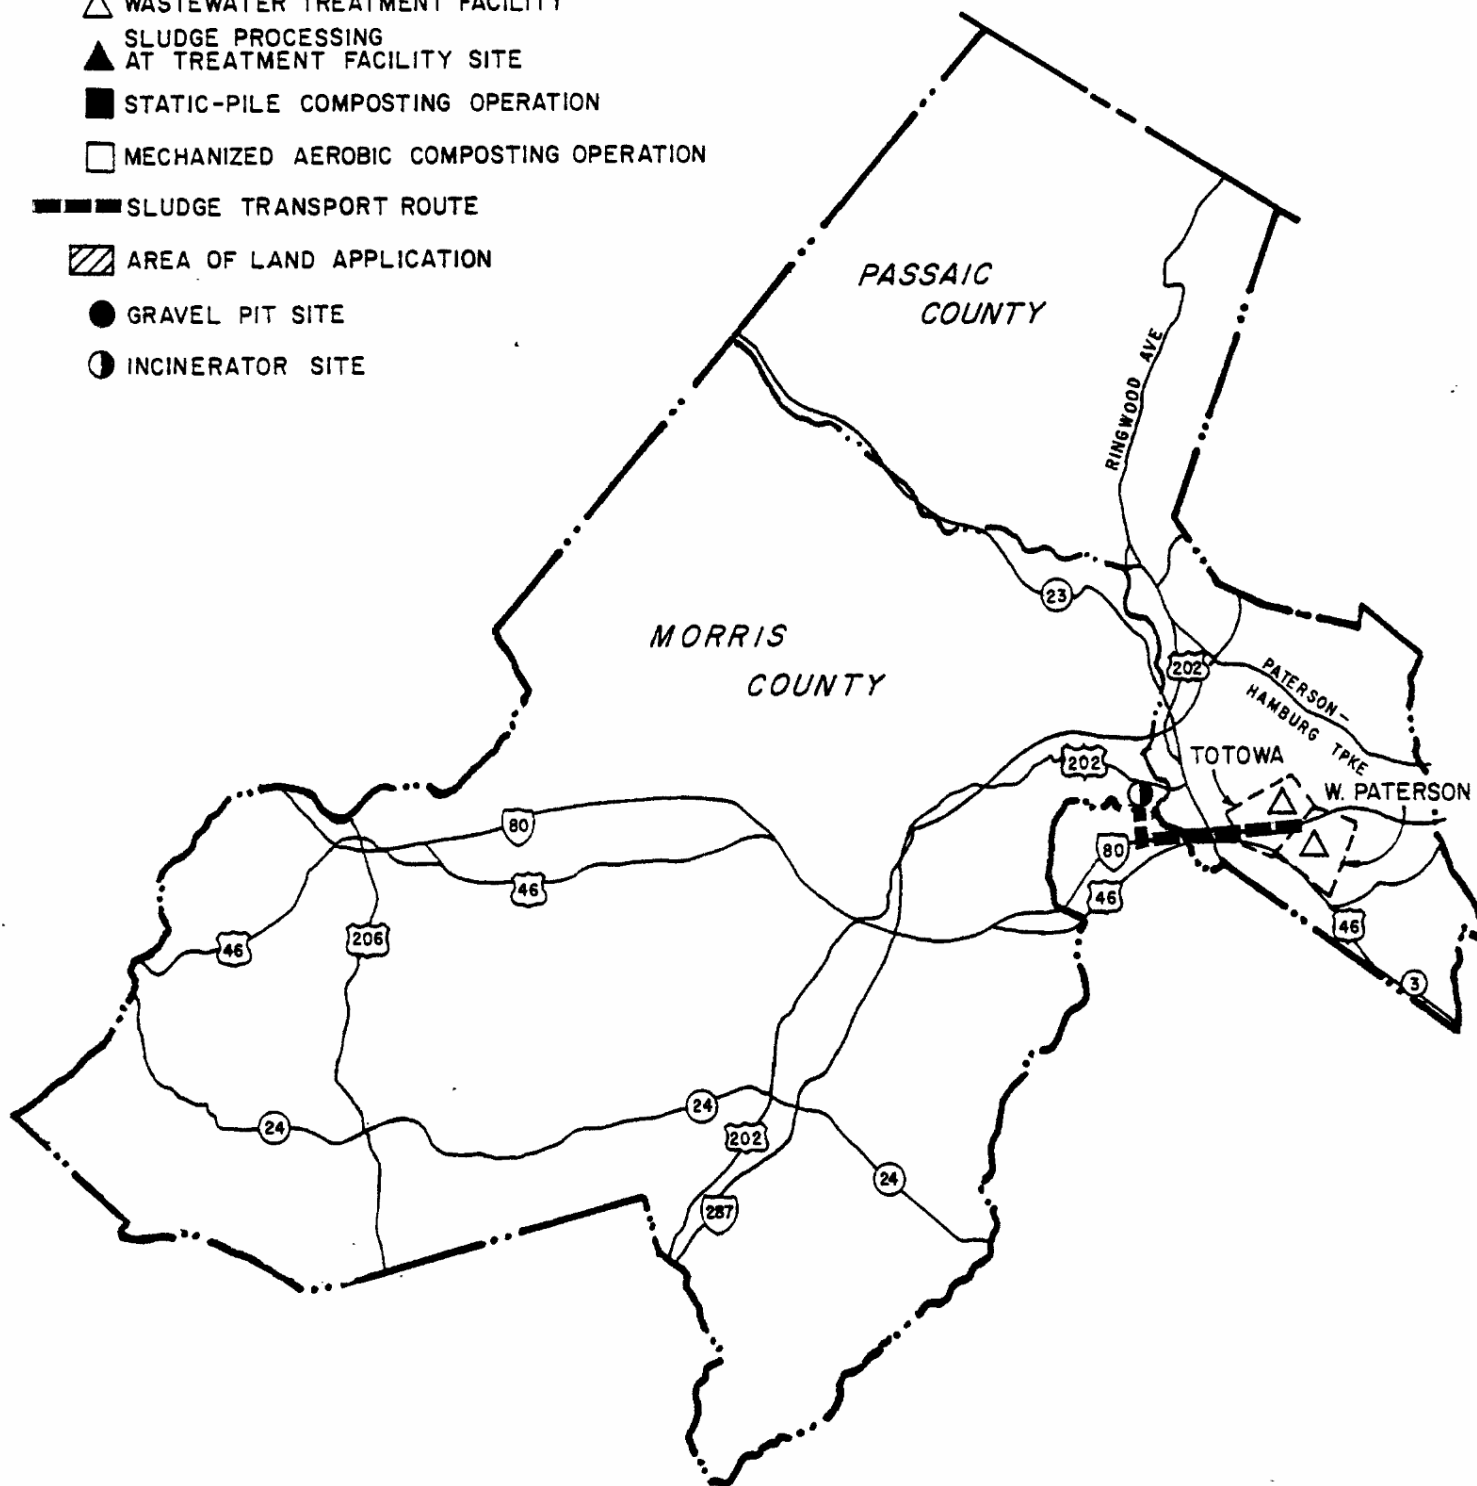 WASTEWATER TREATMENT FACILITY
SLUDGE PROCESSING
AT TREATMENT FACILITY SITE
STATIC-PILE COMPOSTING OPERATION
MECHANIZED AEROBIC COMPOSTING OPERATION
SLUDGE TRANSPORT ROUTE
AREA OF LAND APPLICATION
GRAVEL PIT SITE
INCINERATOR SITE
PASSAIC
COUNTY
RINGWOOD AVE
23
MORRIS
COUNTY
202
PATERSON-
HAMBURG TPKE
TOTOWA
202
W. PATERSON
80
80
46
46
46
206
46
3
24
24
202
24
287